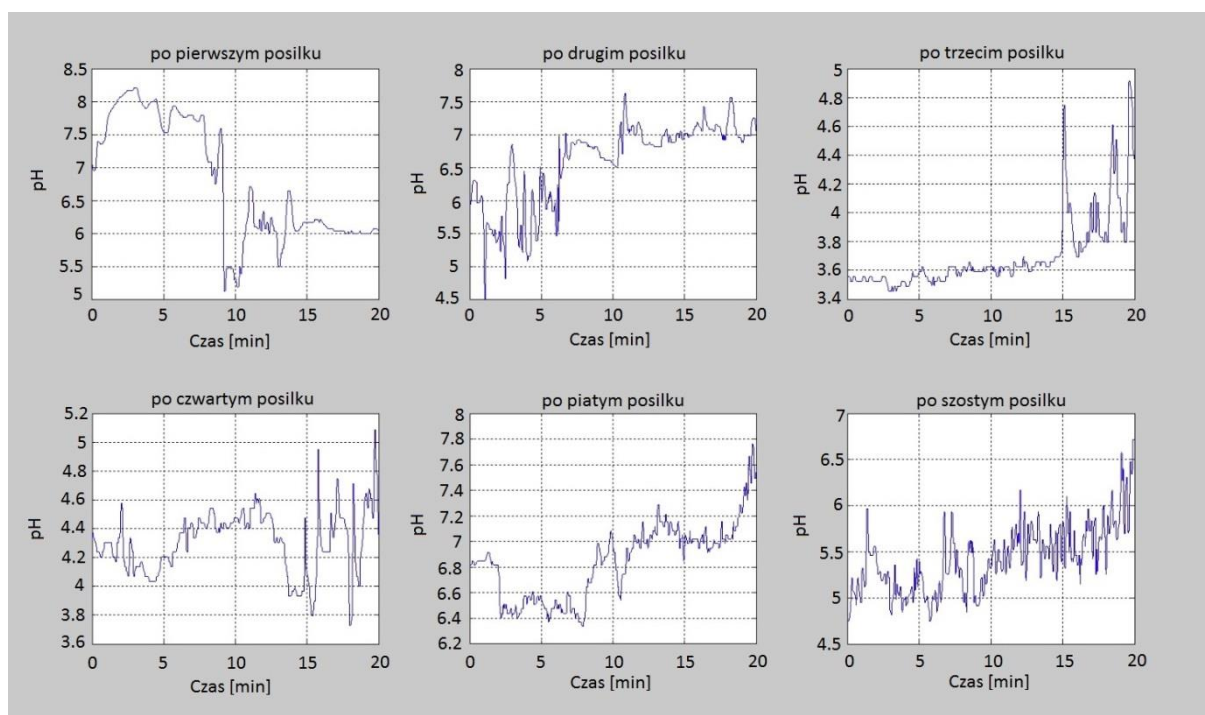 po pierwszym posilku
8.5
8
7.5
7
6.5
6
5.5
5
pH
0 5 10 15 20
Czas [min]
po drugim posilku
8
7.5
7
6.5
6
5.5
5
4.5
pH
0 5 10 15 20
Czas [min]
po trzecim posilku
5
4.8
4.6
4.4
4.2
4
3.8
3.6
3.4
pH
0 5 10 15 20
Czas [min]
po czwartym posilku
5.2
5
4.8
4.6
4.4
4.2
4
3.8
3.6
pH
0 5 10 15 20
Czas [min]
po piatym posilku
8
7.8
7.6
7.4
7.2
7
6.8
6.6
6.4
6.2
pH
0 5 10 15 20
Czas [min]
po szostym posilku
7
6.5
6
5.5
5
4.5
pH
0 5 10 15 20
Czas [min]